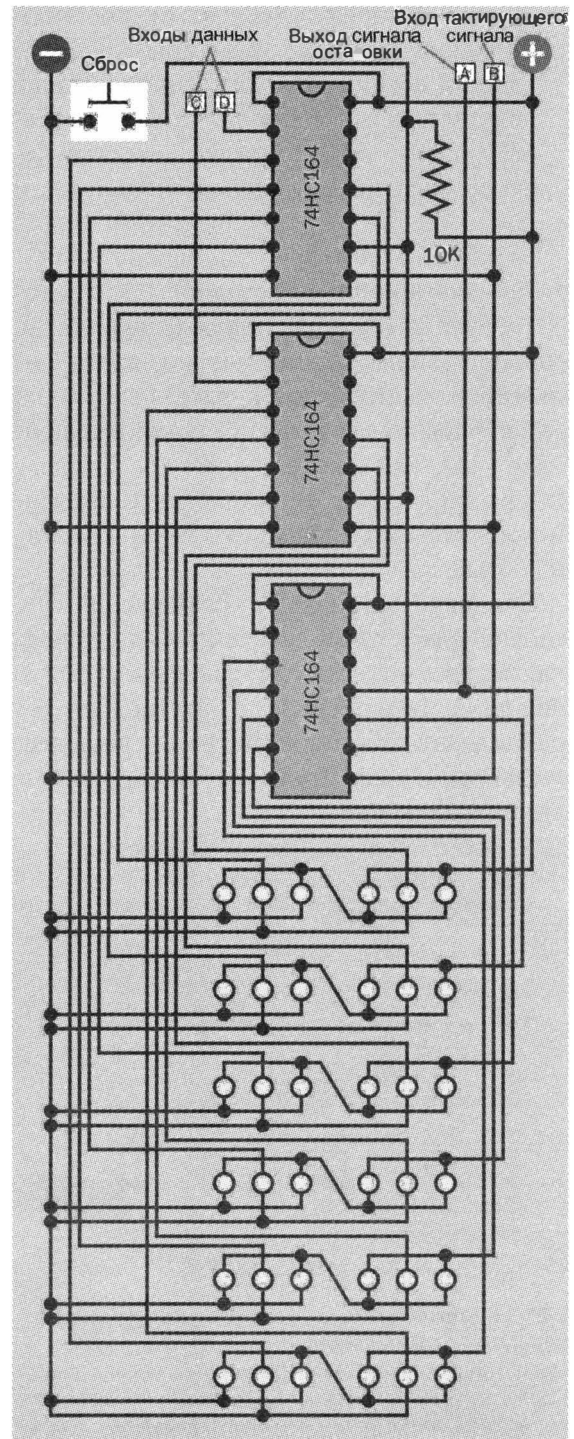 Вход тактирующего
Входы данных
Выход сигнала
сигнала
оста овки
−
+
Сброс
A
B
C
D
74HC164
10K
74HC164
74HC164